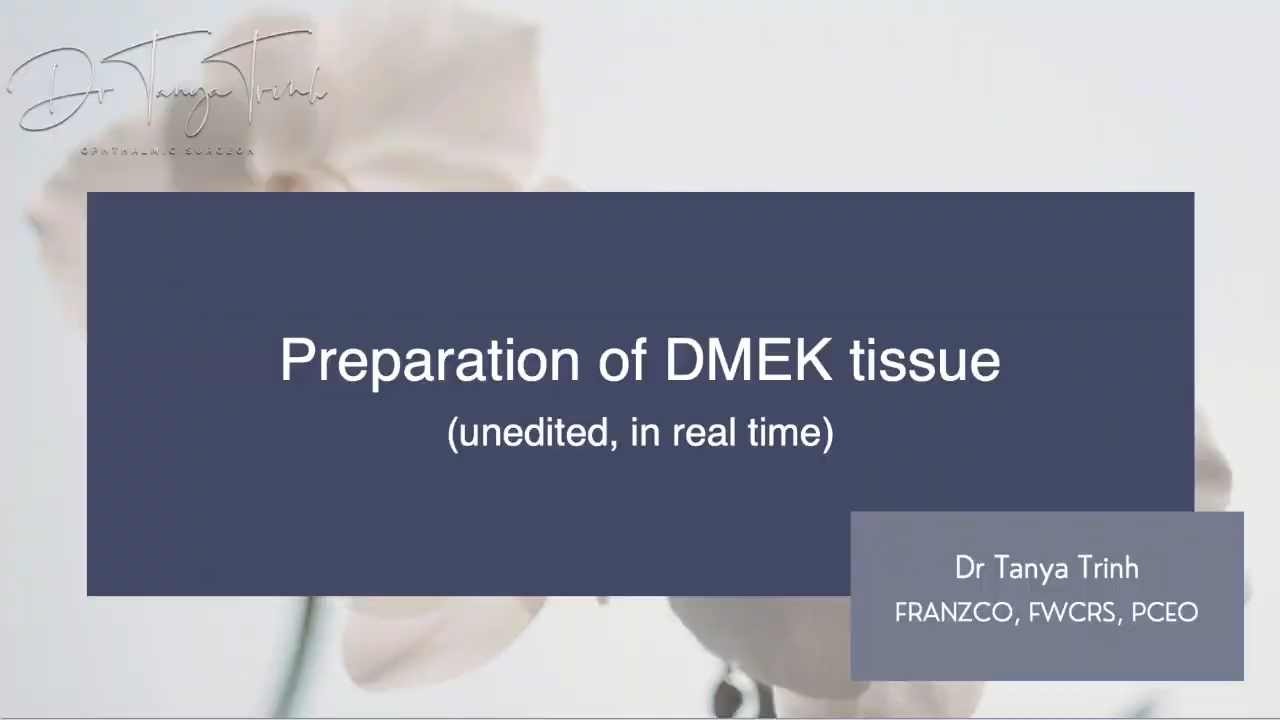 Dr Tanya Trinh
OPHTHALMIC SURGEON
Preparation of DMEK tissue
(unedited, in real time)
Dr Tanya Trinh
FRANZCO, FWCRS, PCEO